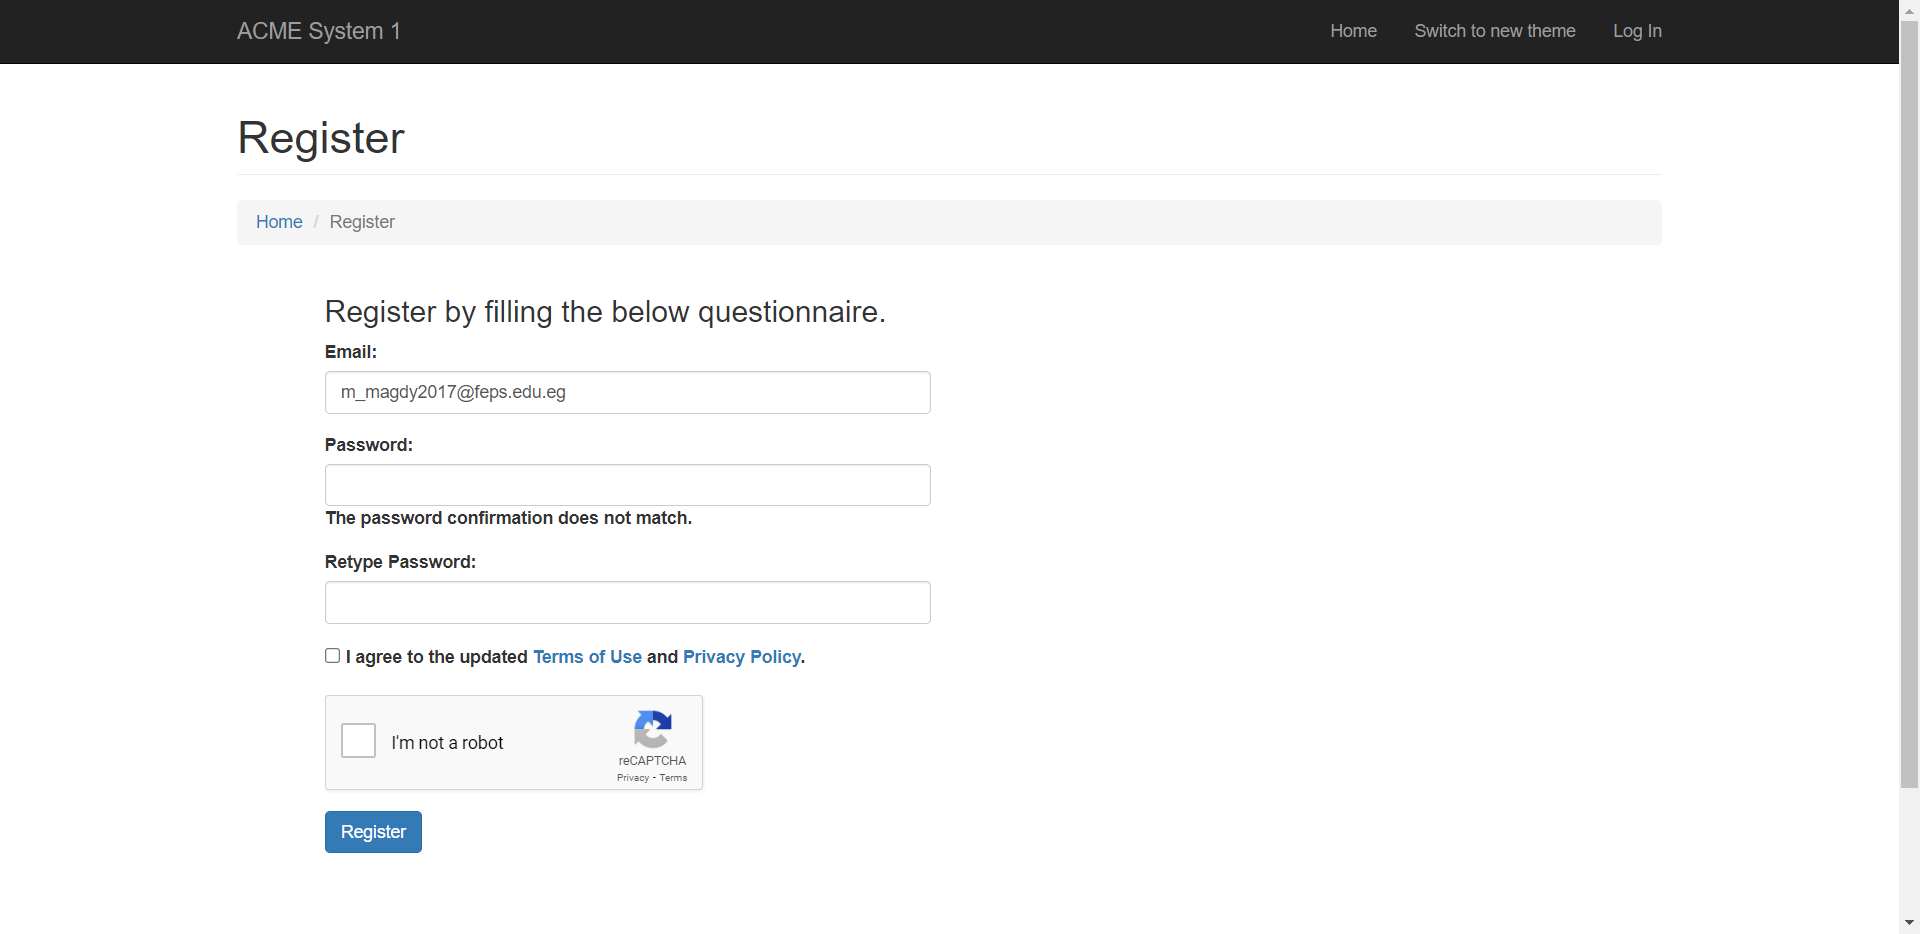 ACME System 1 Home Switch to new theme Log In
Register
Home / Register
Register by filling the below questionnaire.
Email:
m_magdy2017@feps.edu.eg
Password:
The password confirmation does not match.
Retype Password:
I agree to the updated Terms of Use and Privacy Policy.
I'm not a robot
reCAPTCHA
Privacy - Terms
Register